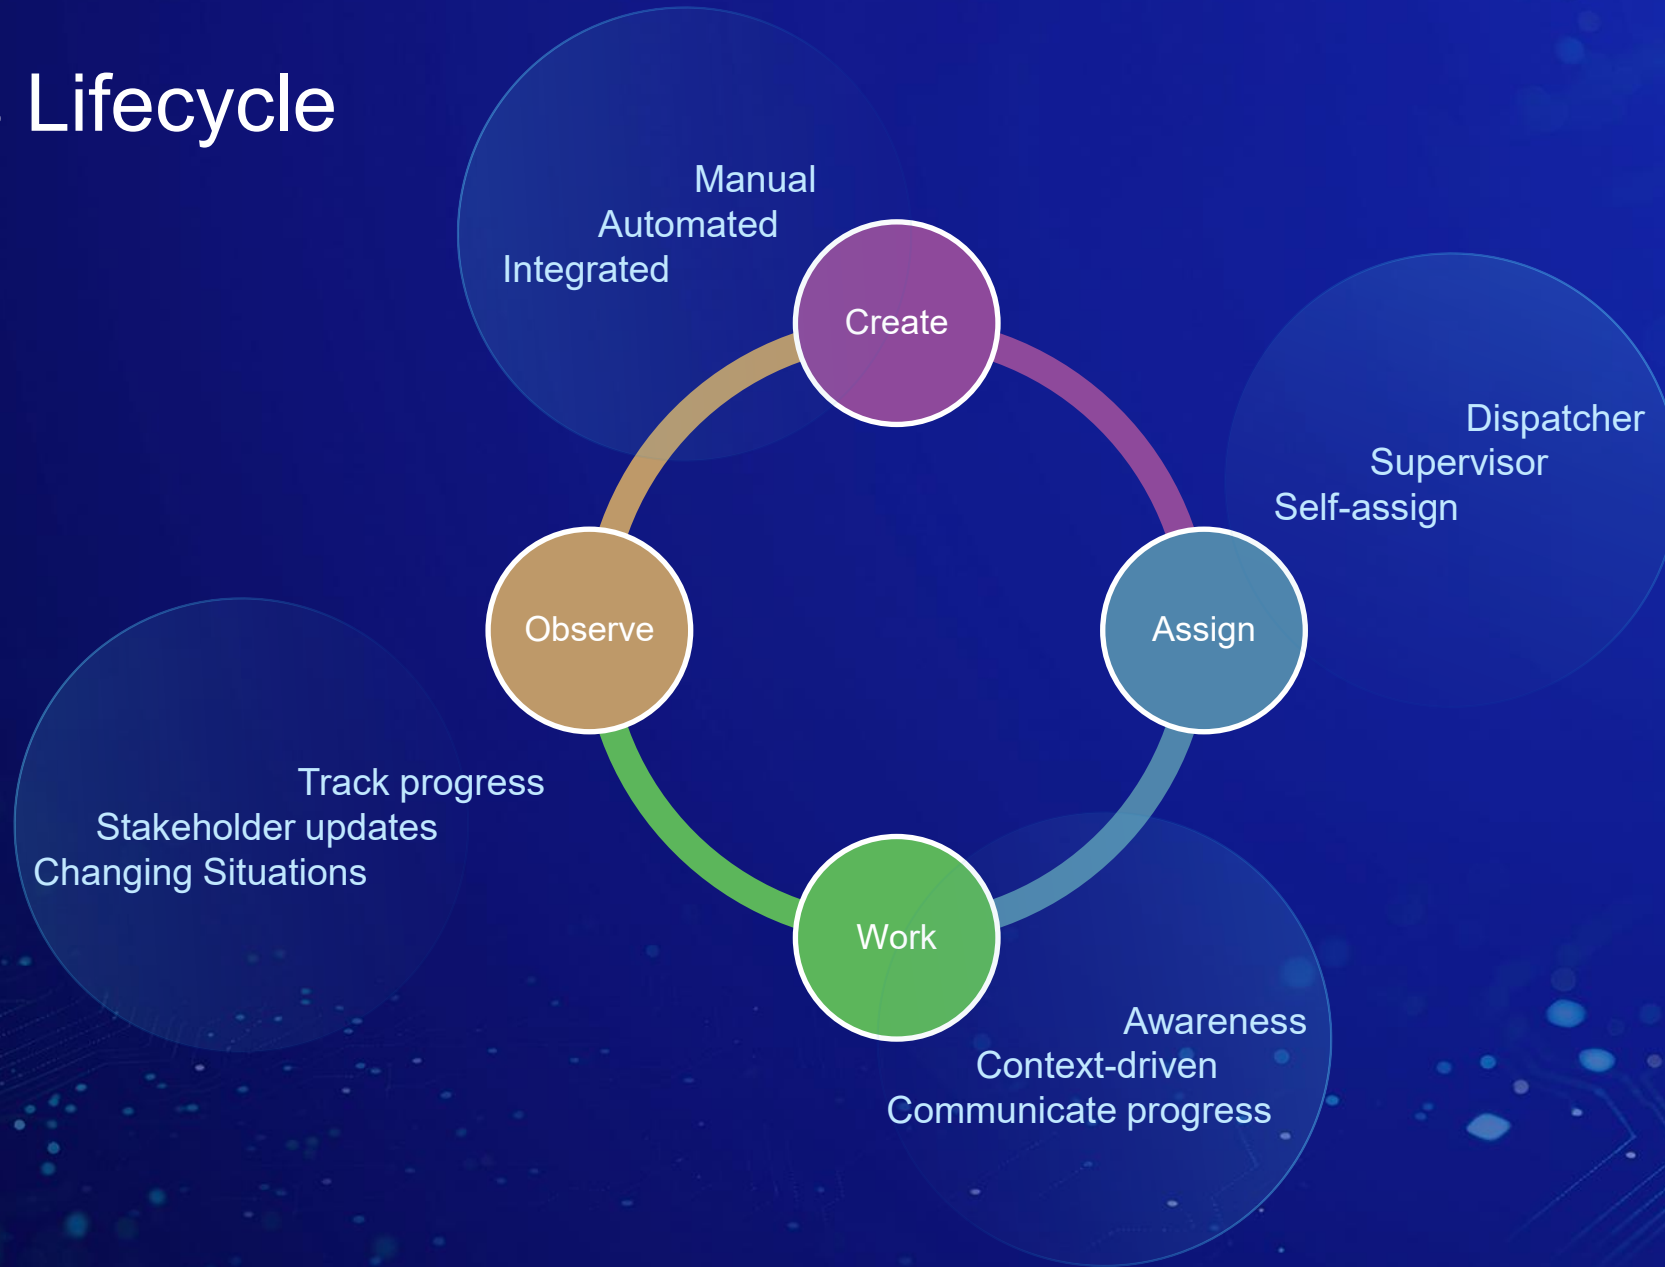 Lifecycle
Manual
Automated
Integrated
Create
Dispatcher
Supervisor
Self-assign
Observe
Assign
Track progress
Stakeholder updates
Changing Situations
Work
Awareness
Context-driven
Communicate progress